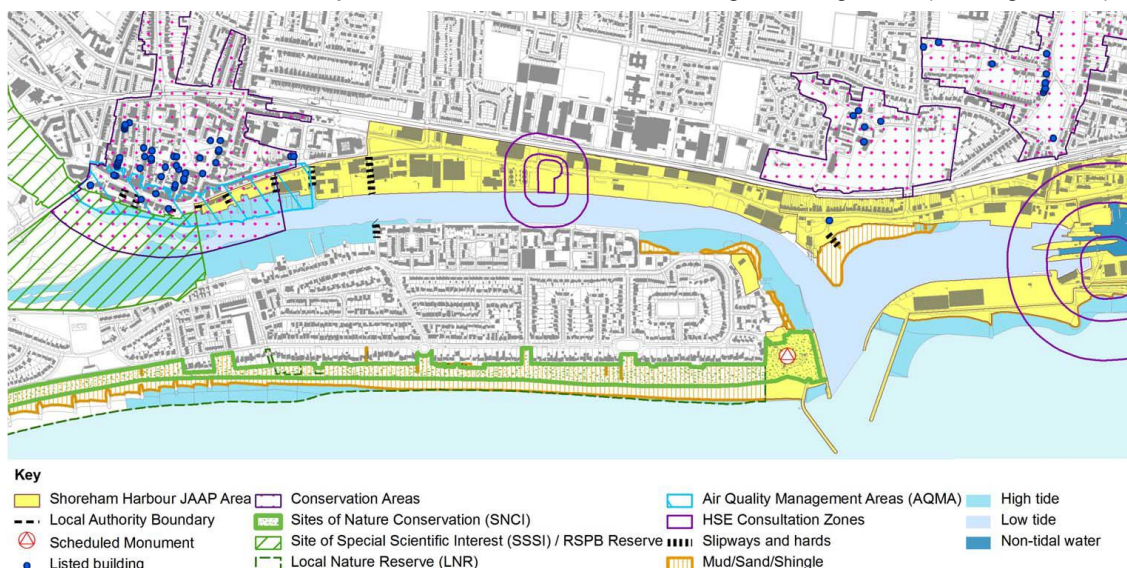 Key
Shoreham Harbour JAAP Area
Local Authority Boundary
Scheduled Monument
Listed building
Conservation Areas
Sites of Nature Conservation (SNCI)
Site of Special Scientific Interest (SSSI) / RSPB Reserve
Local Nature Reserve (LNR)
Air Quality Management Areas (AQMA)
HSE Consultation Zones
Slipways and hards
Mud/Sand/Shingle
High tide
Low tide
Non-tidal water